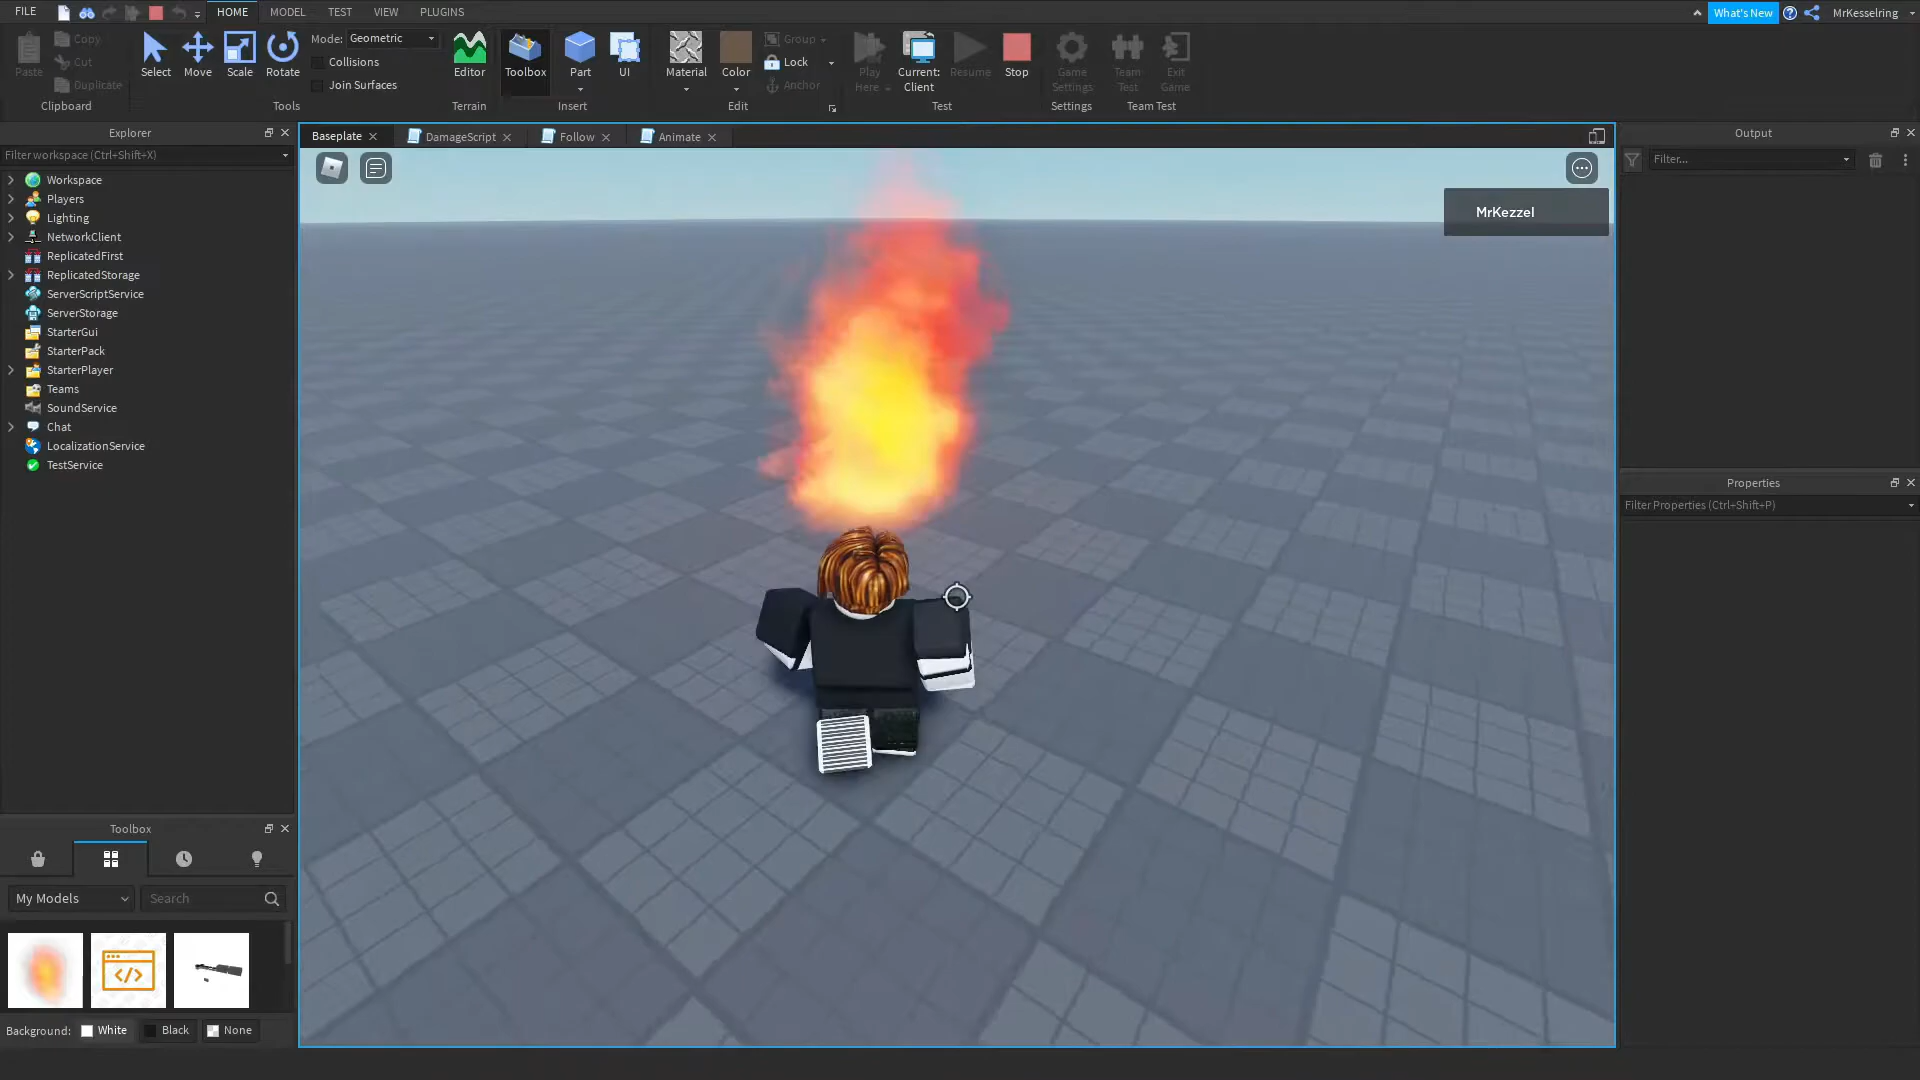 FILE HOME MODEL TEST VIEW PLUGINS What's New MrKesselring
Paste Copy Cut Duplicate Clipboard
Select Move Scale Rotate Mode: Geometric Collisions Join Surfaces Tools
Editor Terrain
Toolbox Part UI Insert
Material Color Group Lock Anchor Edit
Play Here Current: Client Resume Stop Test
Game Settings Settings
Team Test Exit Game Team Test
Explorer
Filter workspace (Ctrl+Shift+X)
Workspace
Players
Lighting
NetworkClient
ReplicatedFirst
ReplicatedStorage
ServerScriptService
ServerStorage
StarterGui
StarterPack
StarterPlayer
Teams
SoundService
Chat
LocalizationService
TestService
Toolbox
My Models Search
Background: White Black None
Baseplate DamageScript Follow Animate
MrKezzel
Output
Filter...
Properties
Filter Properties (Ctrl+Shift+P)